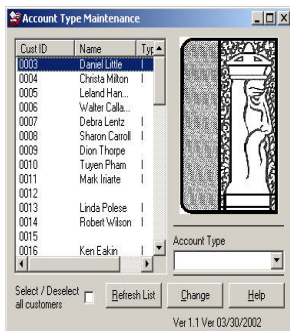 Account Type Maintenance
Cust ID Name Typ
0003 Daniel Little I
0004 Christa Milton I
0005 Leland Han... I
0006 Walter Calla... I
0007 Debra Lentz I
0008 Sharon Carroll I
0009 Dion Thorpe I
0010 Tuyen Pham I
0011 Mark Iriarte I
0012
0013 Linda Polese I
0014 Robert Wilson I
0015
0016 Ken Eakin I
Account Type
Select / Deselect
all customers
Refresh List Change Help
Ver 1.1 Ver 03/30/2002